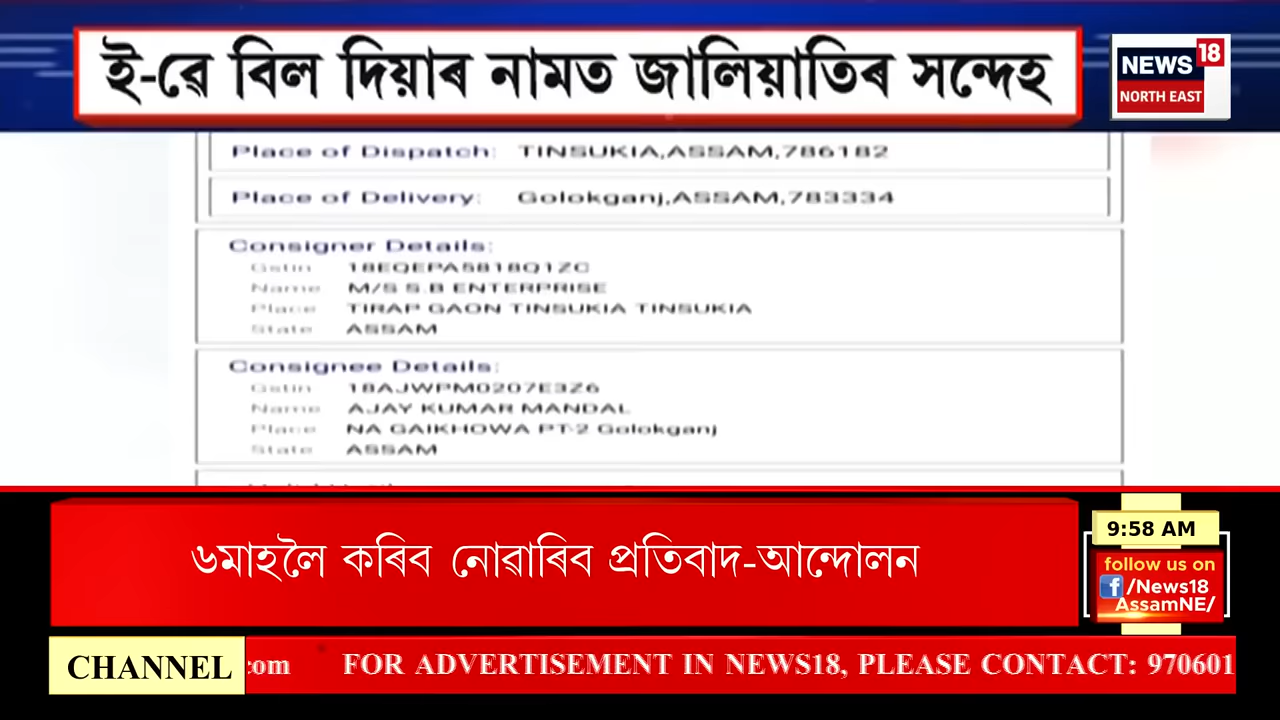 ই-ৱে বিল দিয়াৰ নামত জালিয়াতিৰ সন্দেহ
NEWS 18
NORTH EAST
Place of Dispatch: TINSUKIA,ASSAM,786182
Place of Delivery: Golokganj,ASSAM,783334
Consigner Details:
Gstin 18EQEPA5818Q1ZC
Name M/S S.B ENTERPRISE
Place TIRAP GAON TINSUKIA TINSUKIA
State ASSAM
Consignee Details:
Gstin 18AJWPM0207E3Z6
Name AJAY KUMAR MANDAL
Place NA GAIKHOWA PT-2 Golokganj
State ASSAM
৬মাহলৈ কৰিব নোৱাৰিব প্ৰতিবাদ-আন্দোলন
9:58 AM
follow us on
/News18
AssamNE/
CHANNEL .com FOR ADVERTISEMENT IN NEWS18, PLEASE CONTACT: 970601